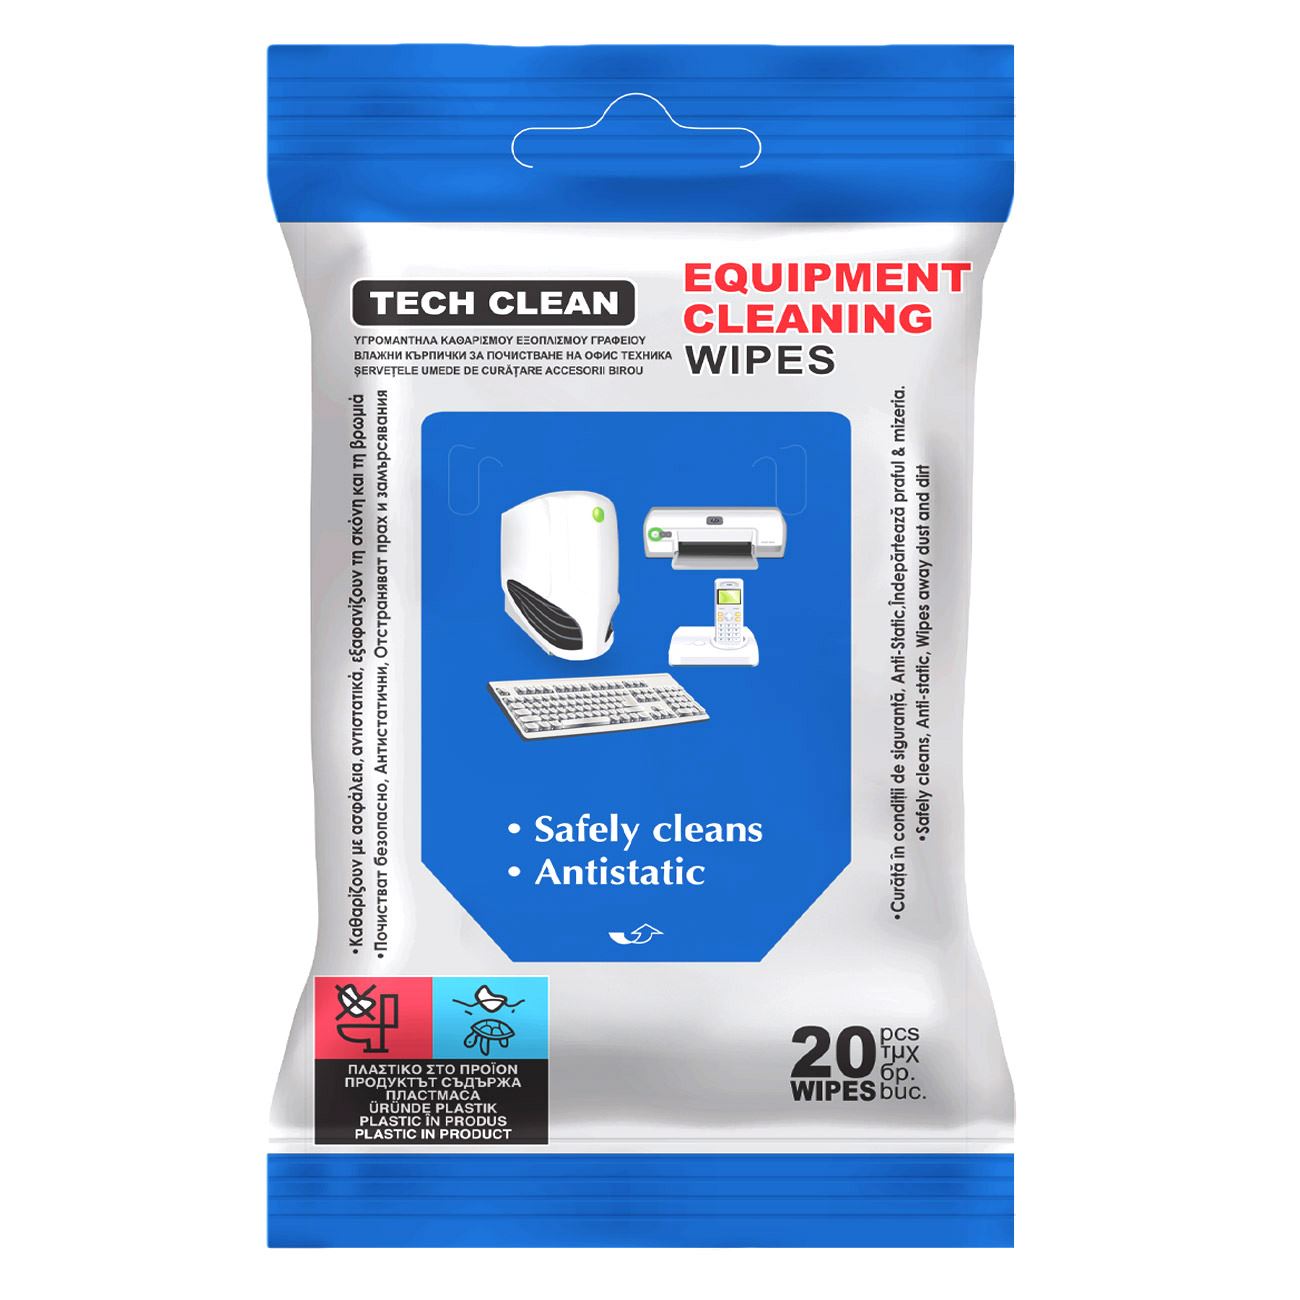 TECH CLEAN
EQUIPMENT
CLEANING
WIPES
ΥΓΡΟΜΑΝΤΗΛΑ ΚΑΘΑΡΙΣΜΟΥ ΕΞΟΠΛΙΣΜΟΥ ΓΡΑΦΕΙΟΥ
ВЛАЖНИ КЪРПИЧКИ ЗА ПОЧИСТВАНЕ НА ОФИС ТЕХНИКА
ŞERVEŢELE UMEDE DE CURĂŢARE ACCESORII BIROU
•Καθαρίζουν με ασφάλεια, αντιστατικά, εξαφανίζουν τη σκόνη και τη βρωμιά
•Почистват безопасно, Антистатични, Отстраняват прах и замърсявания
• Safely cleans
• Antistatic
•Curăţă în condiţii de siguranţă, Anti-Static,Îndepărtează praful & mizeria.
•Safely cleans, Anti-static, Wipes away dust and dirt
ΠΛΑΣΤΙΚΟ ΣΤΟ ΠΡΟΪΟΝ
ПРОДУКТЪТ СЪДЪРЖА
ПЛАСТМАСА
ÜRÜNDE PLASTIK
PLASTIC ÎN PRODUS
PLASTIC IN PRODUCT
20 WIPES
pcs
τμχ
бр.
buc.